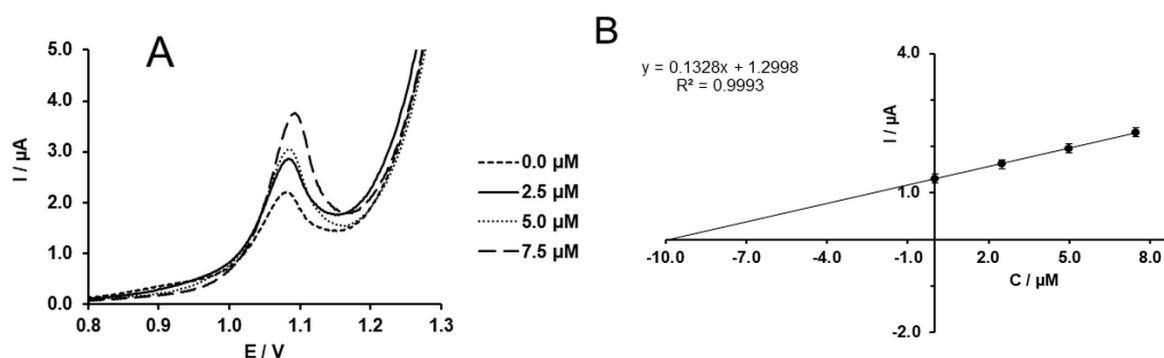 A
5.0
4.0
3.0
2.0
1.0
0.0
I / µA
0.8 0.9 1.0 1.1 1.2 1.3
E / V
0.0 µM
2.5 µM
5.0 µM
7.5 µM
B
y = 0.1328x + 1.2998
R² = 0.9993
4.0
1.0
-2.0
I / µA
-10.0 -7.0 -4.0 -1.0 2.0 5.0 8.0
C / µM